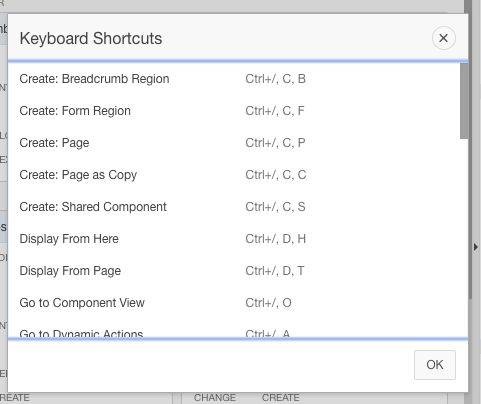 Keyboard Shortcuts
Create: Breadcrumb Region Ctrl+/, C, B
Create: Form Region Ctrl+/, C, F
Create: Page Ctrl+/, C, P
Create: Page as Copy Ctrl+/, C, C
Create: Shared Component Ctrl+/, C, S
Display From Here Ctrl+/, D, H
Display From Page Ctrl+/, D, T
Go to Component View Ctrl+/, O
Go to Dynamic Actions Ctrl+/, A
OK
REATE CHANGE CREATE